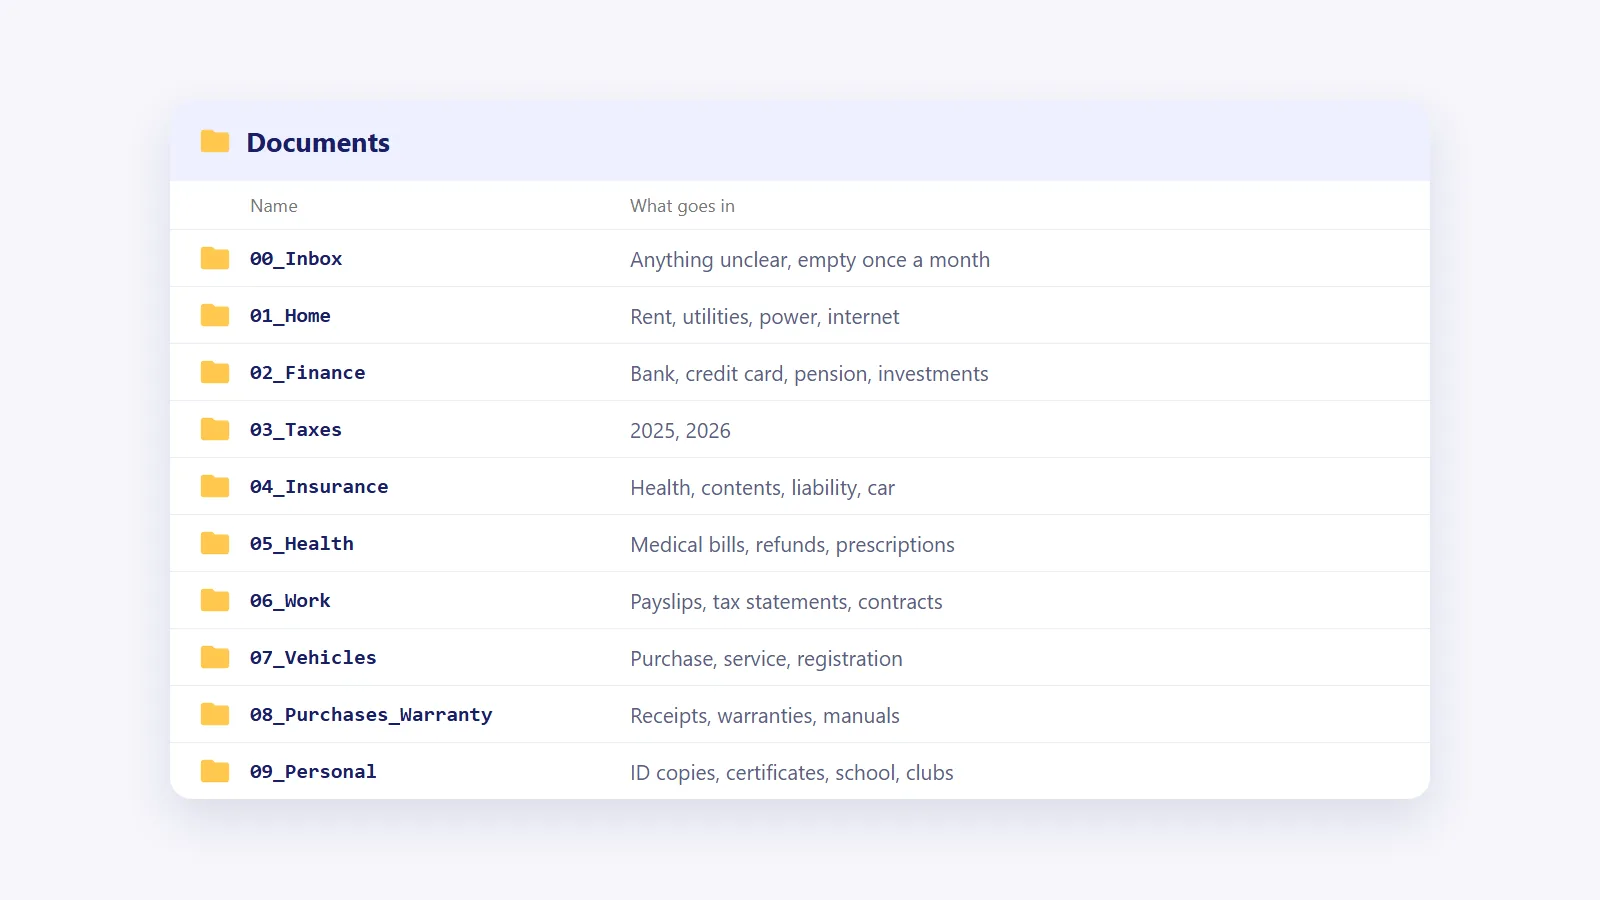 Documents
Name What goes in
00_Inbox Anything unclear, empty once a month
01_Home Rent, utilities, power, internet
02_Finance Bank, credit card, pension, investments
03_Taxes 2025, 2026
04_Insurance Health, contents, liability, car
05_Health Medical bills, refunds, prescriptions
06_Work Payslips, tax statements, contracts
07_Vehicles Purchase, service, registration
08_Purchases_Warranty Receipts, warranties, manuals
09_Personal ID copies, certificates, school, clubs